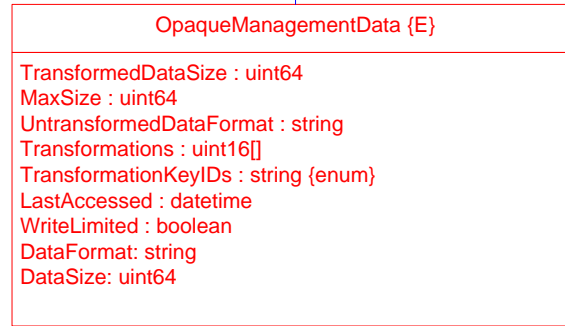 OpaqueManagementData {E}
TransformedDataSize : uint64
MaxSize : uint64
UntransformedDataFormat : string
Transformations : uint16[]
TransformationKeyIDs : string {enum}
LastAccessed : datetime
WriteLimited : boolean
DataFormat: string
DataSize: uint64